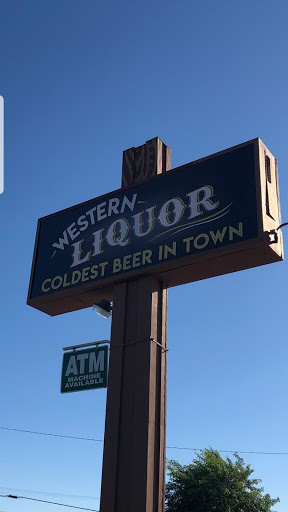 WESTERN
LIQUOR
COLDEST BEER IN TOWN
ATM
MACHINE
AVAILABLE